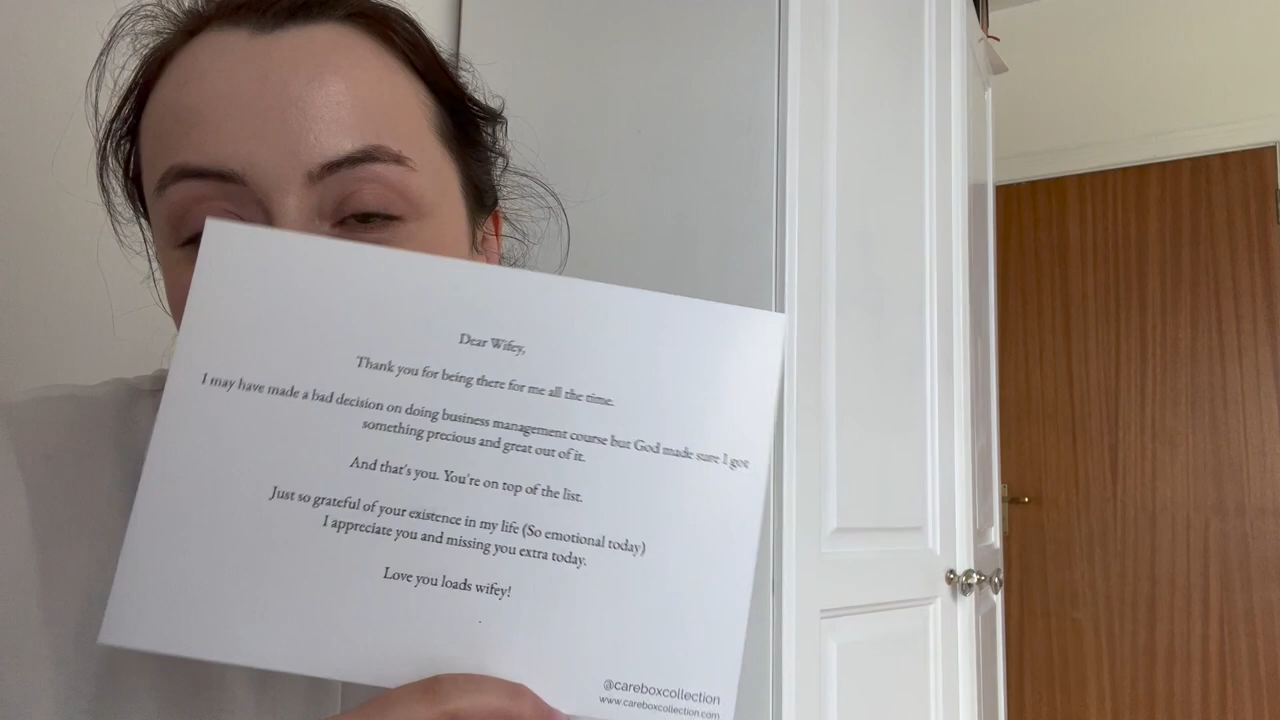 Dear Wifey,
Thank you for being there for me all the time.
I may have made a bad decision on doing business management course but God made sure I got
something precious and great out of it.
And that's you. You're on top of the list.
Just so grateful of your existence in my life (So emotional today)
I appreciate you and missing you extra today.
Love you loads wifey!
.
@careboxcollection
www.careboxcollection.com